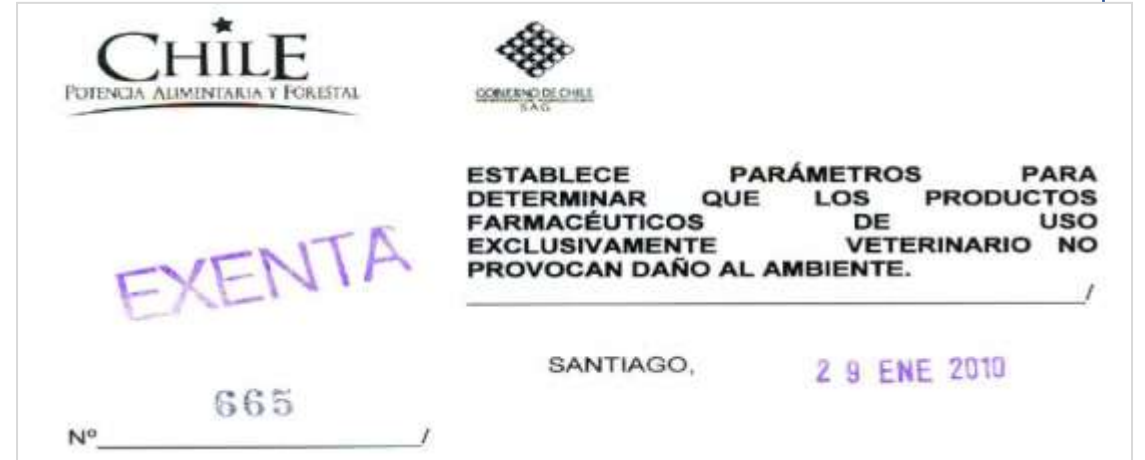 CHILE
POTENCIA ALIMENTARIA Y FORESTAL
GOBIERNO DE CHILE
SAG
ESTABLECE PARÁMETROS PARA
DETERMINAR QUE LOS PRODUCTOS
FARMACÉUTICOS DE USO
EXCLUSIVAMENTE VETERINARIO NO
PROVOCAN DAÑO AL AMBIENTE.
/
EXENTA
SANTIAGO, 29 ENE 2010
665
Nº /